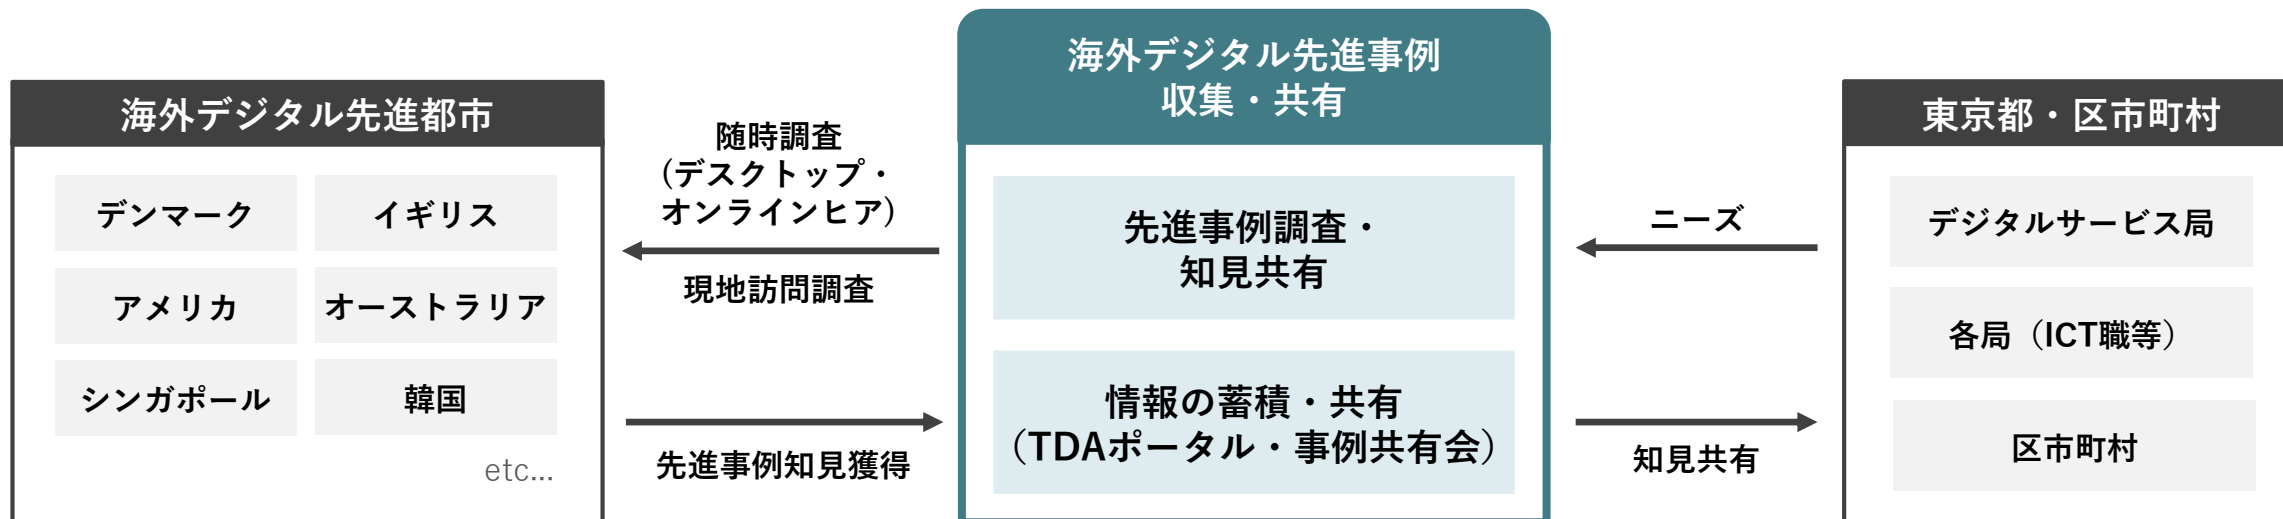 海外デジタル先進都市
デンマーク
イギリス
アメリカ
オーストラリア
シンガポール
韓国
etc...
随時調査
(デスクトップ・
オンラインヒア)
現地訪問調査
先進事例知見獲得
海外デジタル先進事例
収集・共有
先進事例調査・
知見共有
情報の蓄積・共有
(TDAポータル・事例共有会)
ニーズ
知見共有
東京都・区市町村
デジタルサービス局
各局（ICT職等）
区市町村